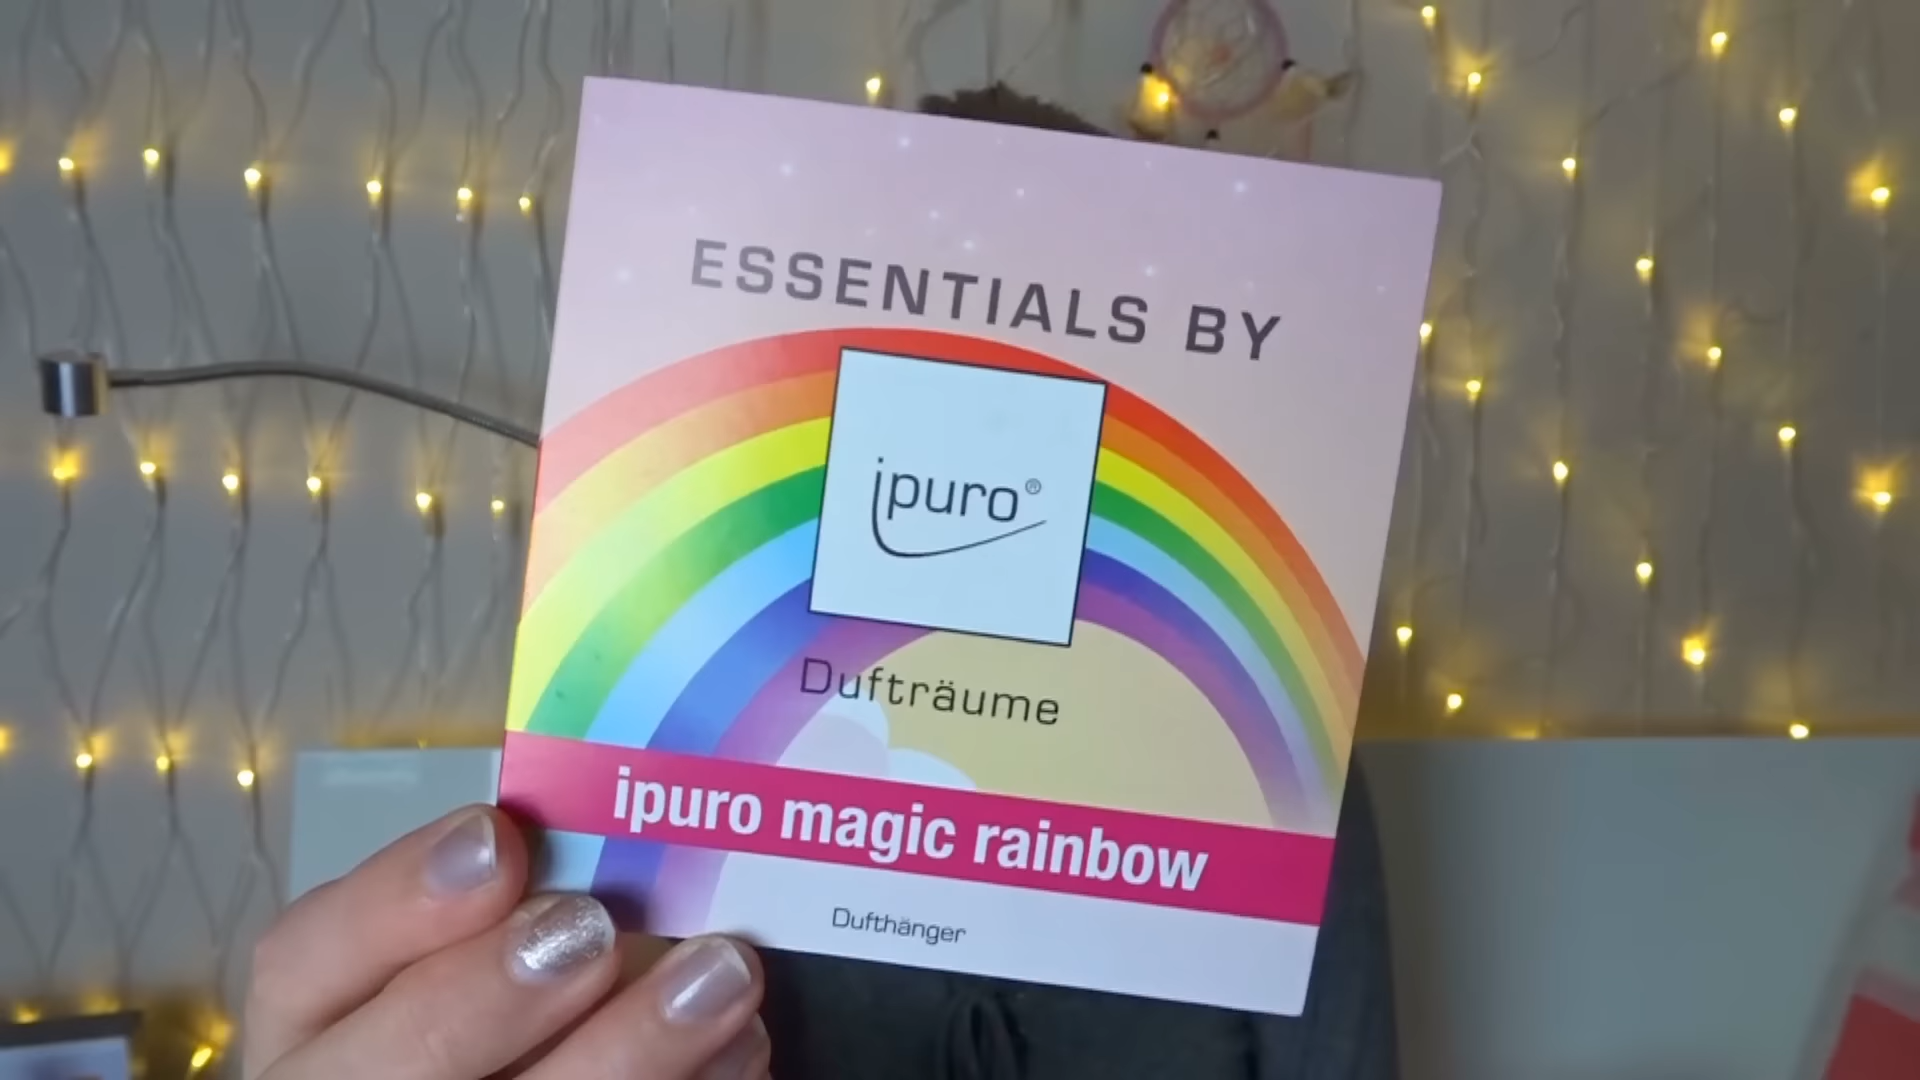 ESSENTIALS BY
ipuro®
Dufträume
ipuro magic rainbow
Dufthänger